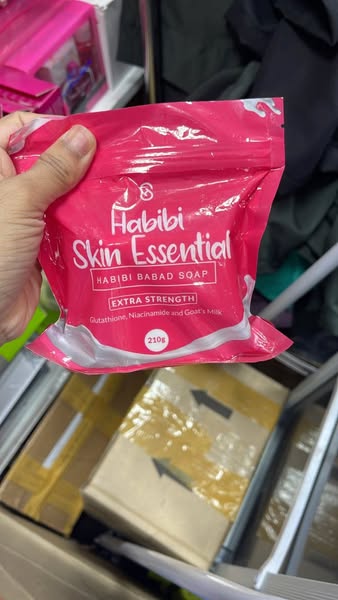 Habibi
Skin Essential
HABIBI BABAD SOAP
EXTRA STRENGTH
Glutathione, Niacinamide and Goat's Milk
210g